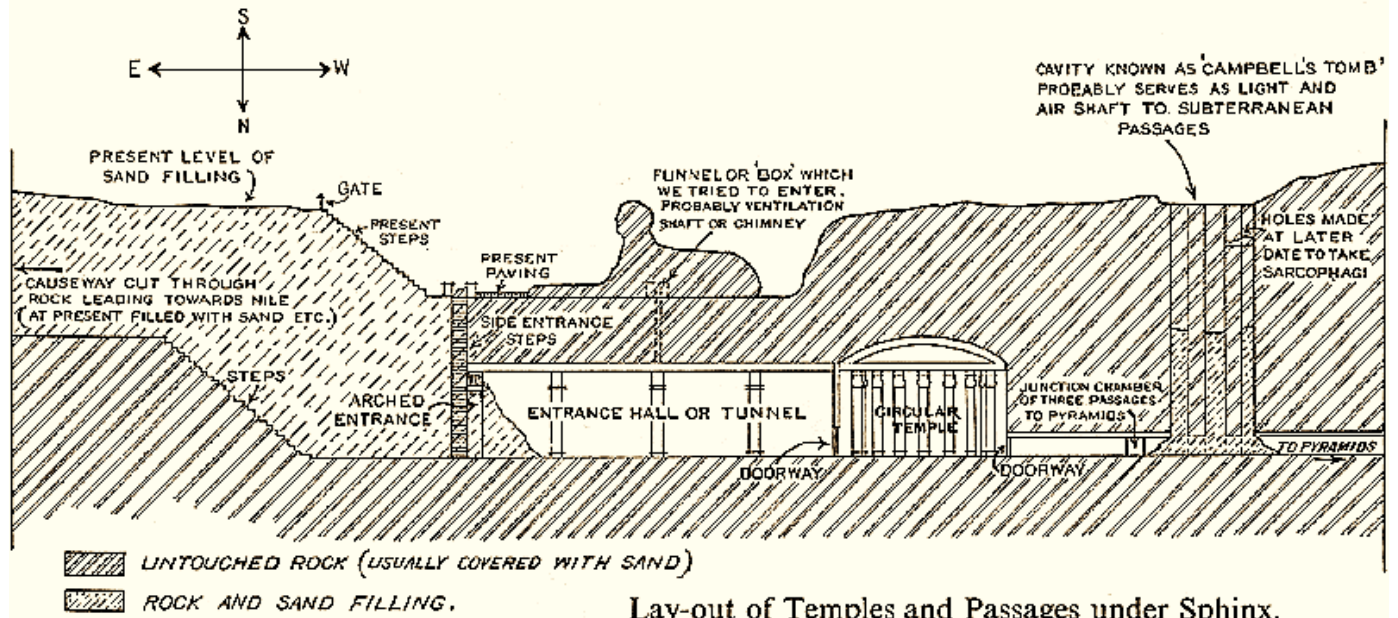 S
E
W
N
CAVITY KNOWN AS 'CAMPBELL'S TOMB'
PROBABLY SERVES AS LIGHT AND
AIR SHAFT TO SUBTERRANEAN
PASSAGES
PRESENT LEVEL OF
SAND FILLING
GATE
FUNNEL OR 'BOX' WHICH
WE TRIED TO ENTER.
PROBABLY VENTILATION
SHAFT OR CHIMNEY
PRESENT
STEPS
HOLES MADE
AT LATER
DATE TO TAKE
SARCOPHAGI
PRESENT
PAVING
CAUSEWAY CUT THROUGH
ROCK LEADING TOWARDS NILE
(AT PRESENT FILLED WITH SAND ETC.)
SIDE ENTRANCE
STEPS
STEPS
ARCHED
ENTRANCE
ENTRANCE HALL OR TUNNEL
CIRCULAR
TEMPLE
JUNCTION CHAMBER
OF THREE PASSAGES
TO PYRAMIDS
TO PYRAMIDS
DOORWAY
DOORWAY
UNTOUCHED ROCK (USUALLY COVERED WITH SAND)
ROCK AND SAND FILLING.
Lay-out of Temples and Passages under Sphinx.